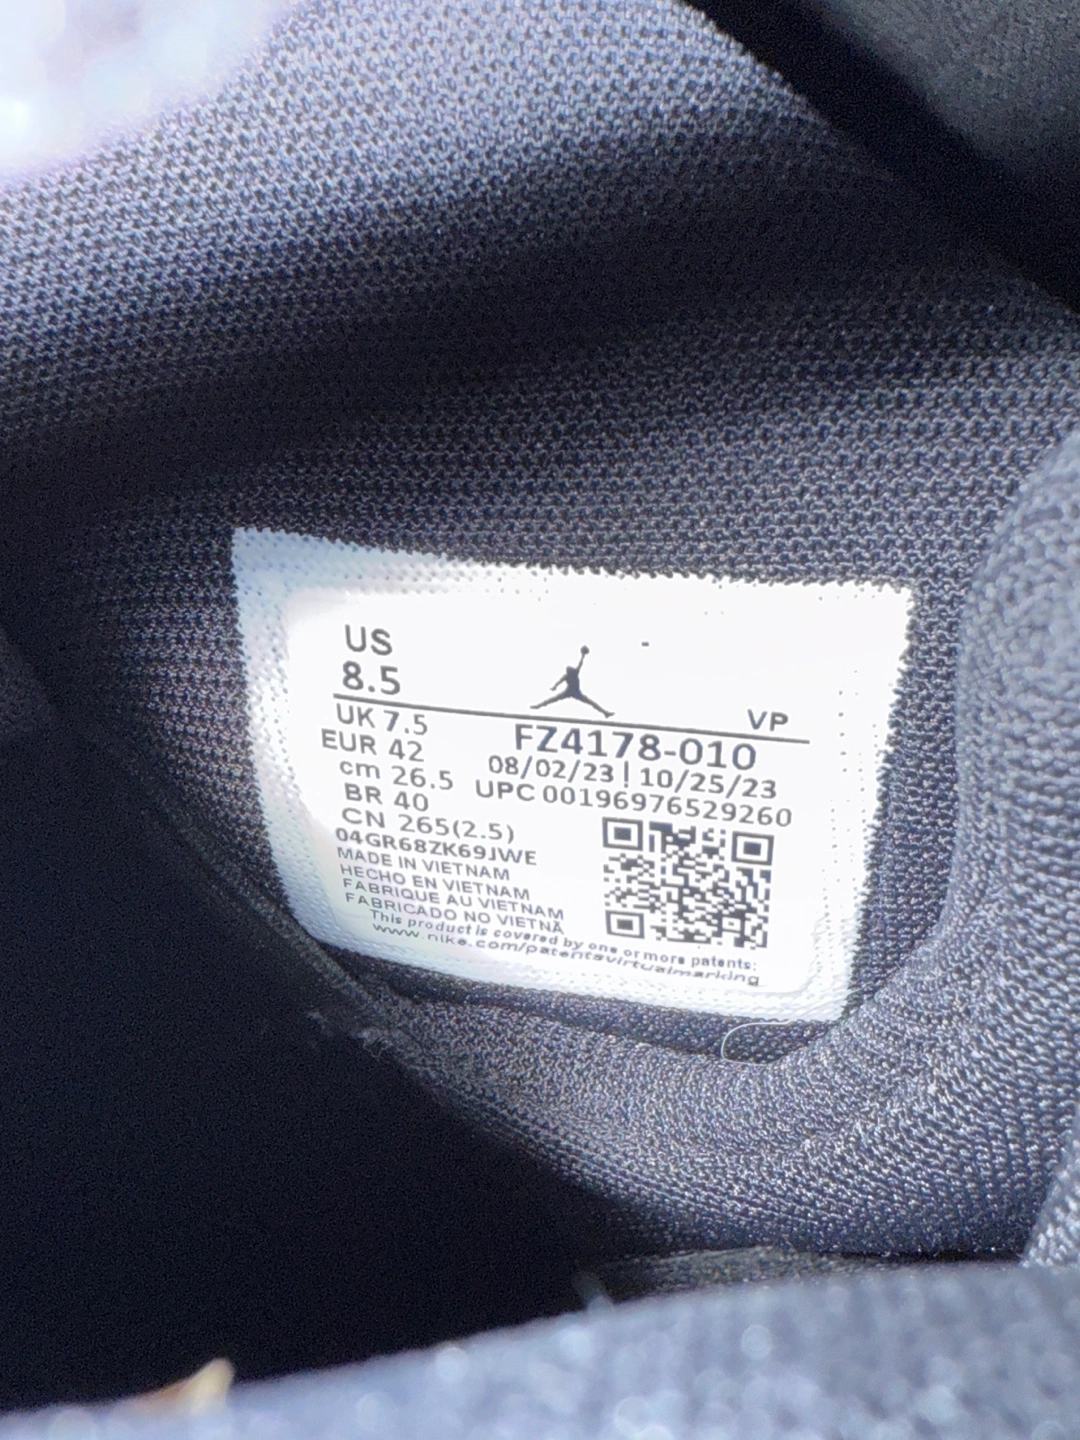 US
8.5
VP
UK 7.5
FZ4178-010
EUR 42
08/02/23 | 10/25/23
cm 26.5
UPC 00196976529260
BR 40
CN 265(2.5)
04GR68ZK69JWE
MADE IN VIETNAM
HECHO EN VIETNAM
FABRIQUE AU VIETNAM
FABRICADO NO VIETNÃ
This product is covered by one or more patents:
www.nike.com/patentsvirtualmarking